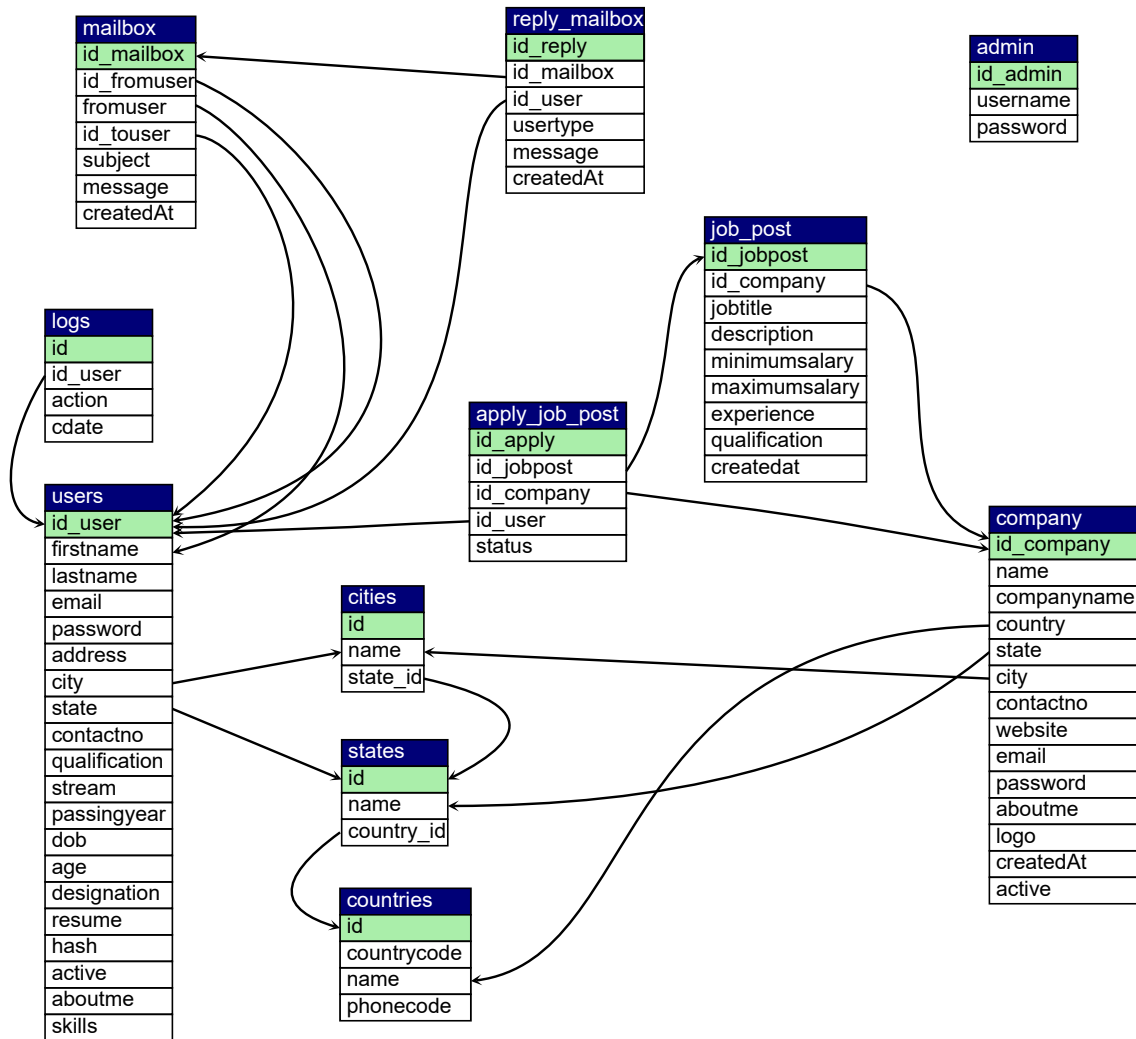 mailbox
id_mailbox
id_fromuser
fromuser
id_touser
subject
message
createdAt
reply_mailbox
id_reply
id_mailbox
id_user
usertype
message
createdAt
admin
id_admin
username
password
job_post
id_jobpost
id_company
jobtitle
description
minimumsalary
maximumsalary
experience
qualification
createdat
logs
id
id_user
action
cdate
apply_job_post
id_apply
id_jobpost
id_company
id_user
status
users
id_user
firstname
lastname
email
password
address
city
state
contactno
qualification
stream
passingyear
dob
age
designation
resume
hash
active
aboutme
skills
company
id_company
name
companyname
country
state
city
contactno
website
email
password
aboutme
logo
createdAt
active
cities
id
name
state_id
states
id
name
country_id
countries
id
countrycode
name
phonecode